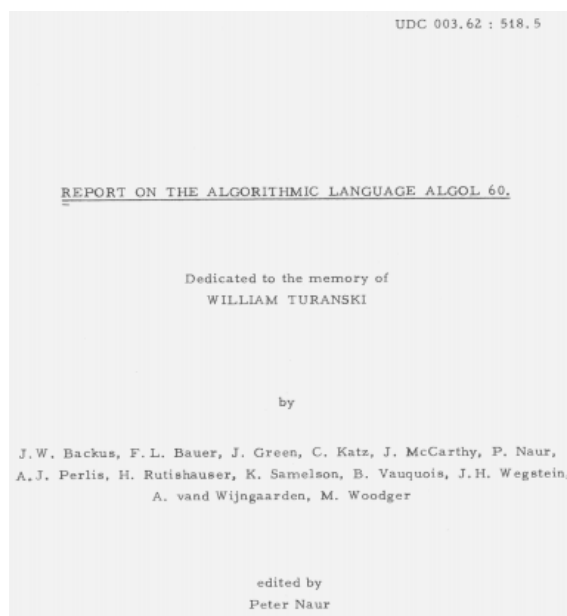 UDC 003.62 : 518.5
REPORT ON THE ALGORITHMIC LANGUAGE ALGOL 60.
Dedicated to the memory of
WILLIAM TURANSKI
by
J.W. Backus, F.L. Bauer, J. Green, C. Katz, J. McCarthy, P. Naur,
A.J. Perlis, H. Rutishauser, K. Samelson, B. Vauquois, J.H. Wegstein,
A. vand Wijngaarden, M. Woodger
edited by
Peter Naur